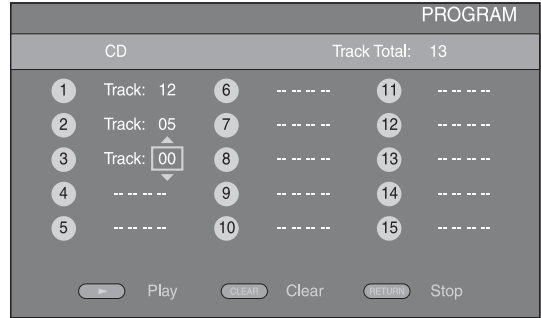 PROGRAM
CD Track Total: 13
1 Track: 12 6 -- -- -- -- 11 -- -- -- --
2 Track: 05 7 -- -- -- -- 12 -- -- -- --
3 Track: 00 8 -- -- -- -- 13 -- -- -- --
4 -- -- -- -- 9 -- -- -- -- 14 -- -- -- --
5 -- -- -- -- 10 -- -- -- -- 15 -- -- -- --
Play CLEAR Clear RETURN Stop